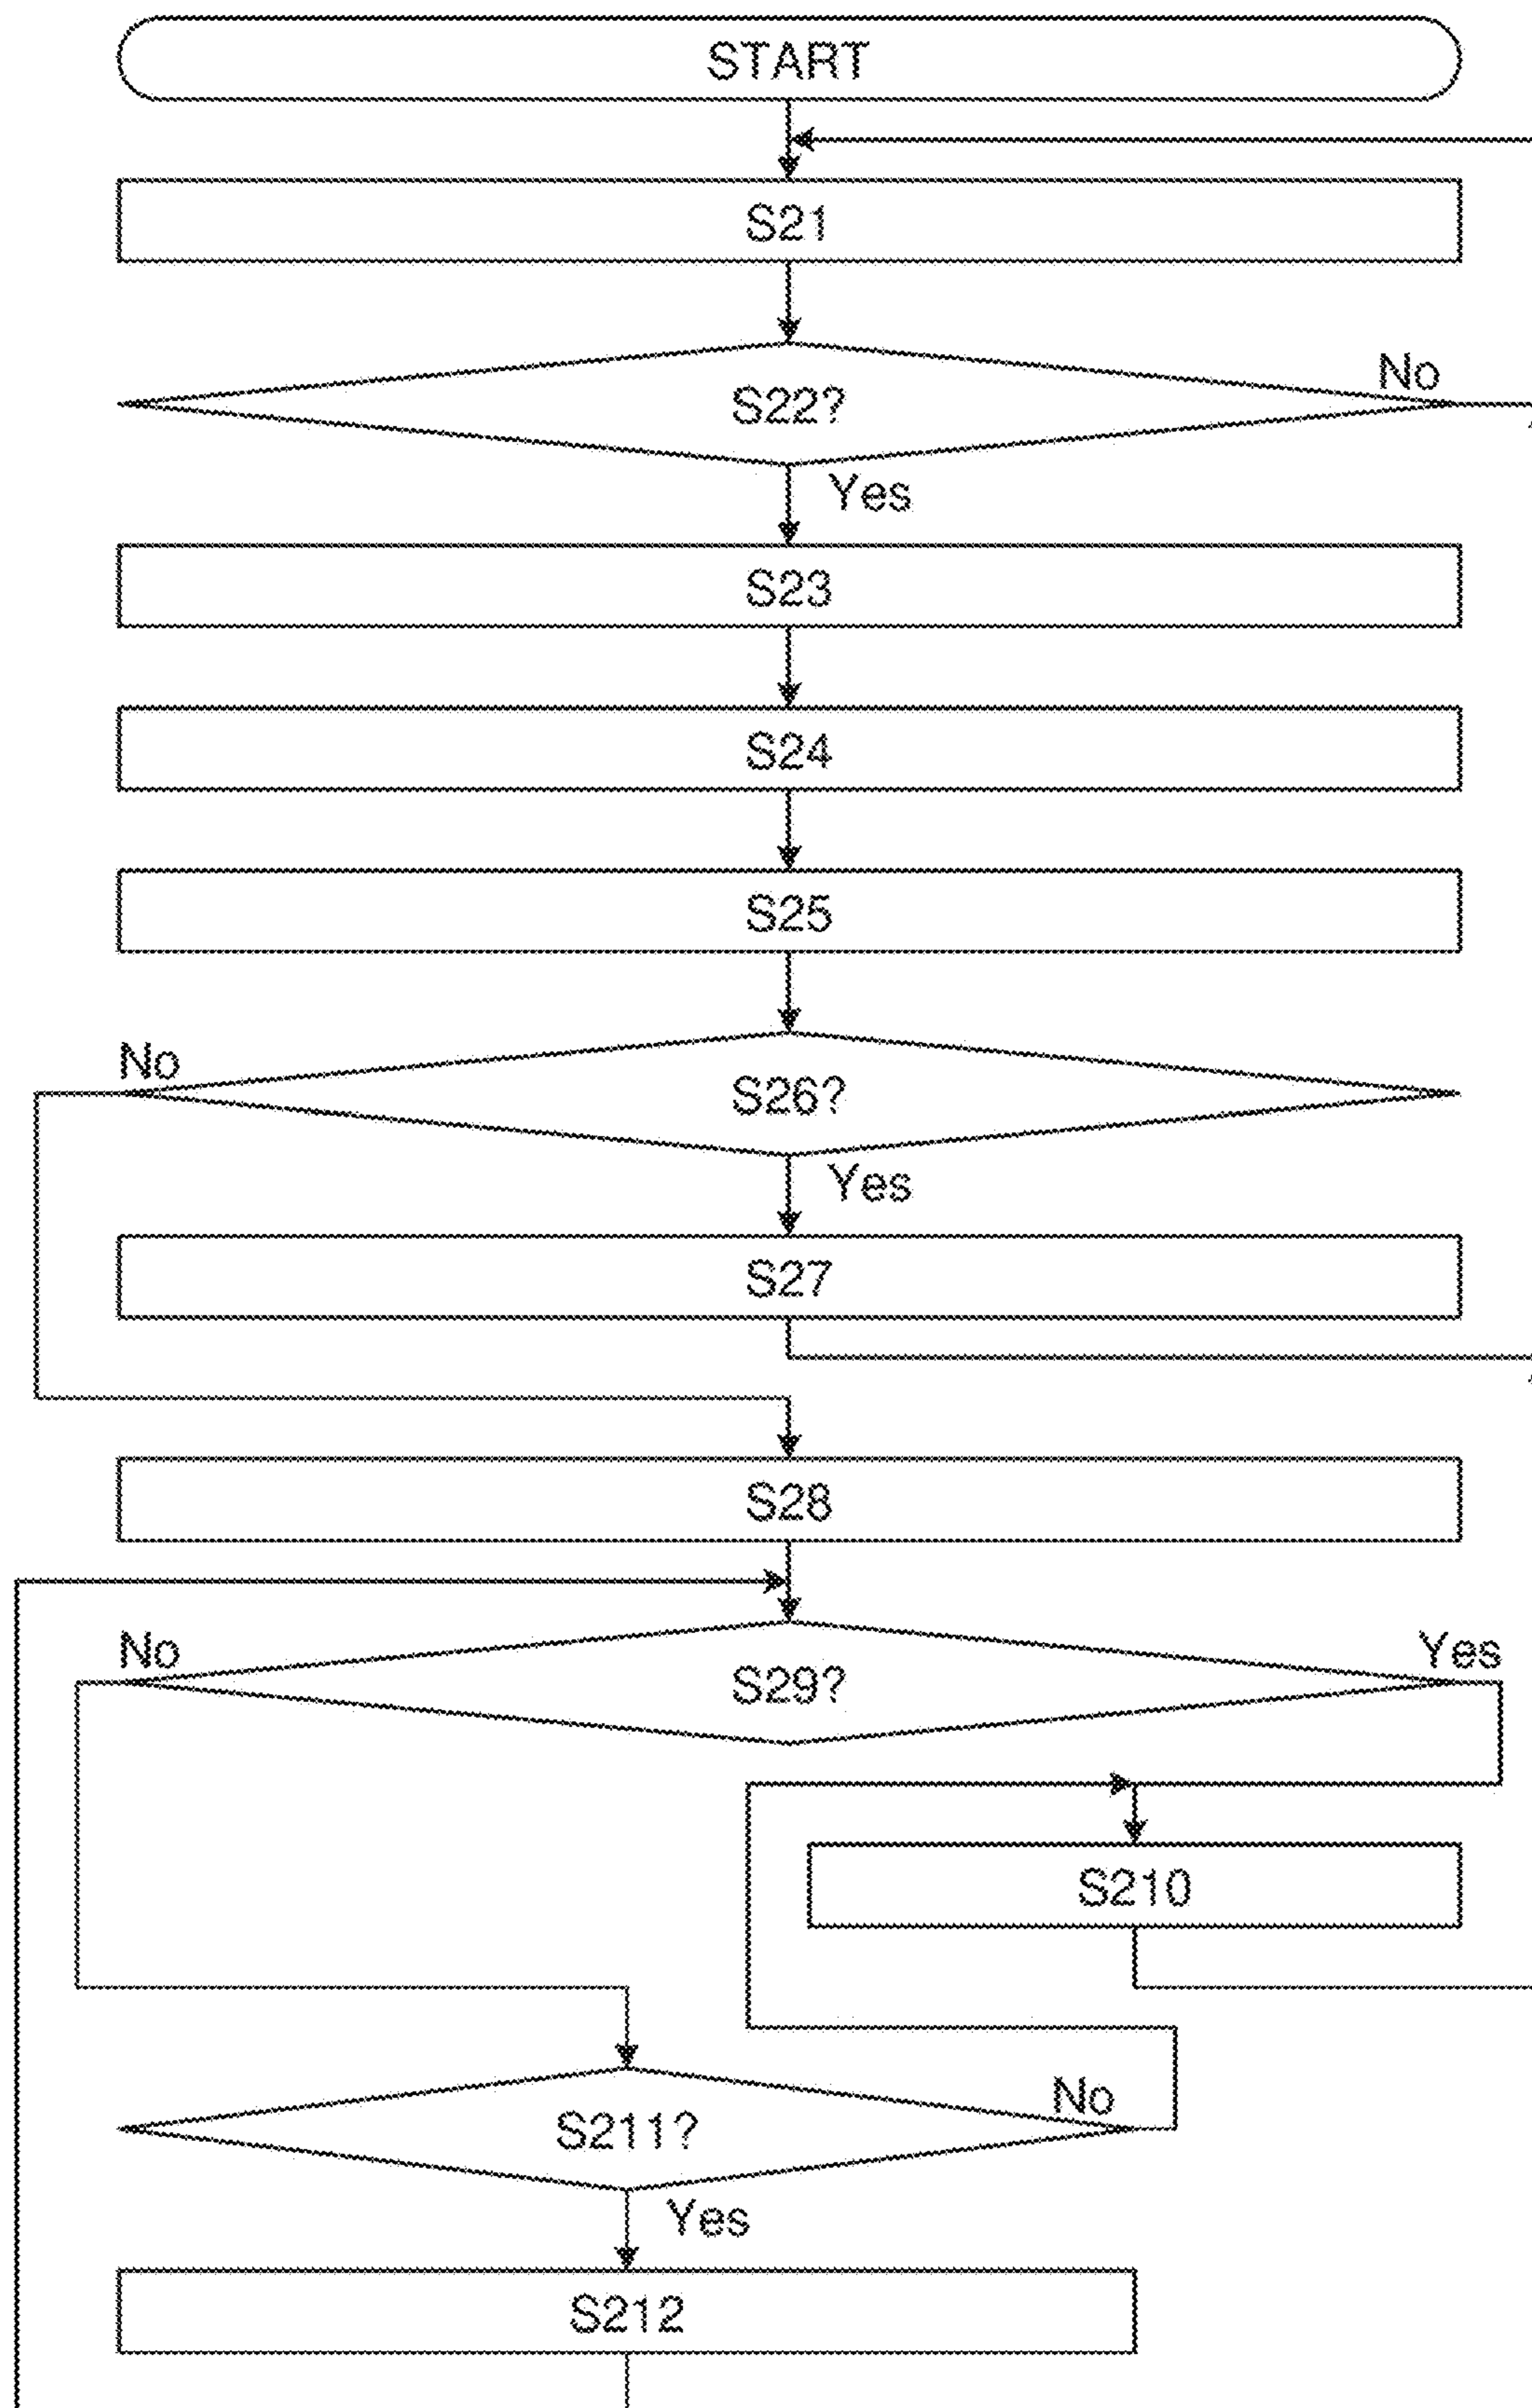 START
S21
No
S22?
Yes
S23
S24
S25
No
S26?
Yes
S27
S28
No
Yes
S29?
S210
No
S211?
Yes
S212